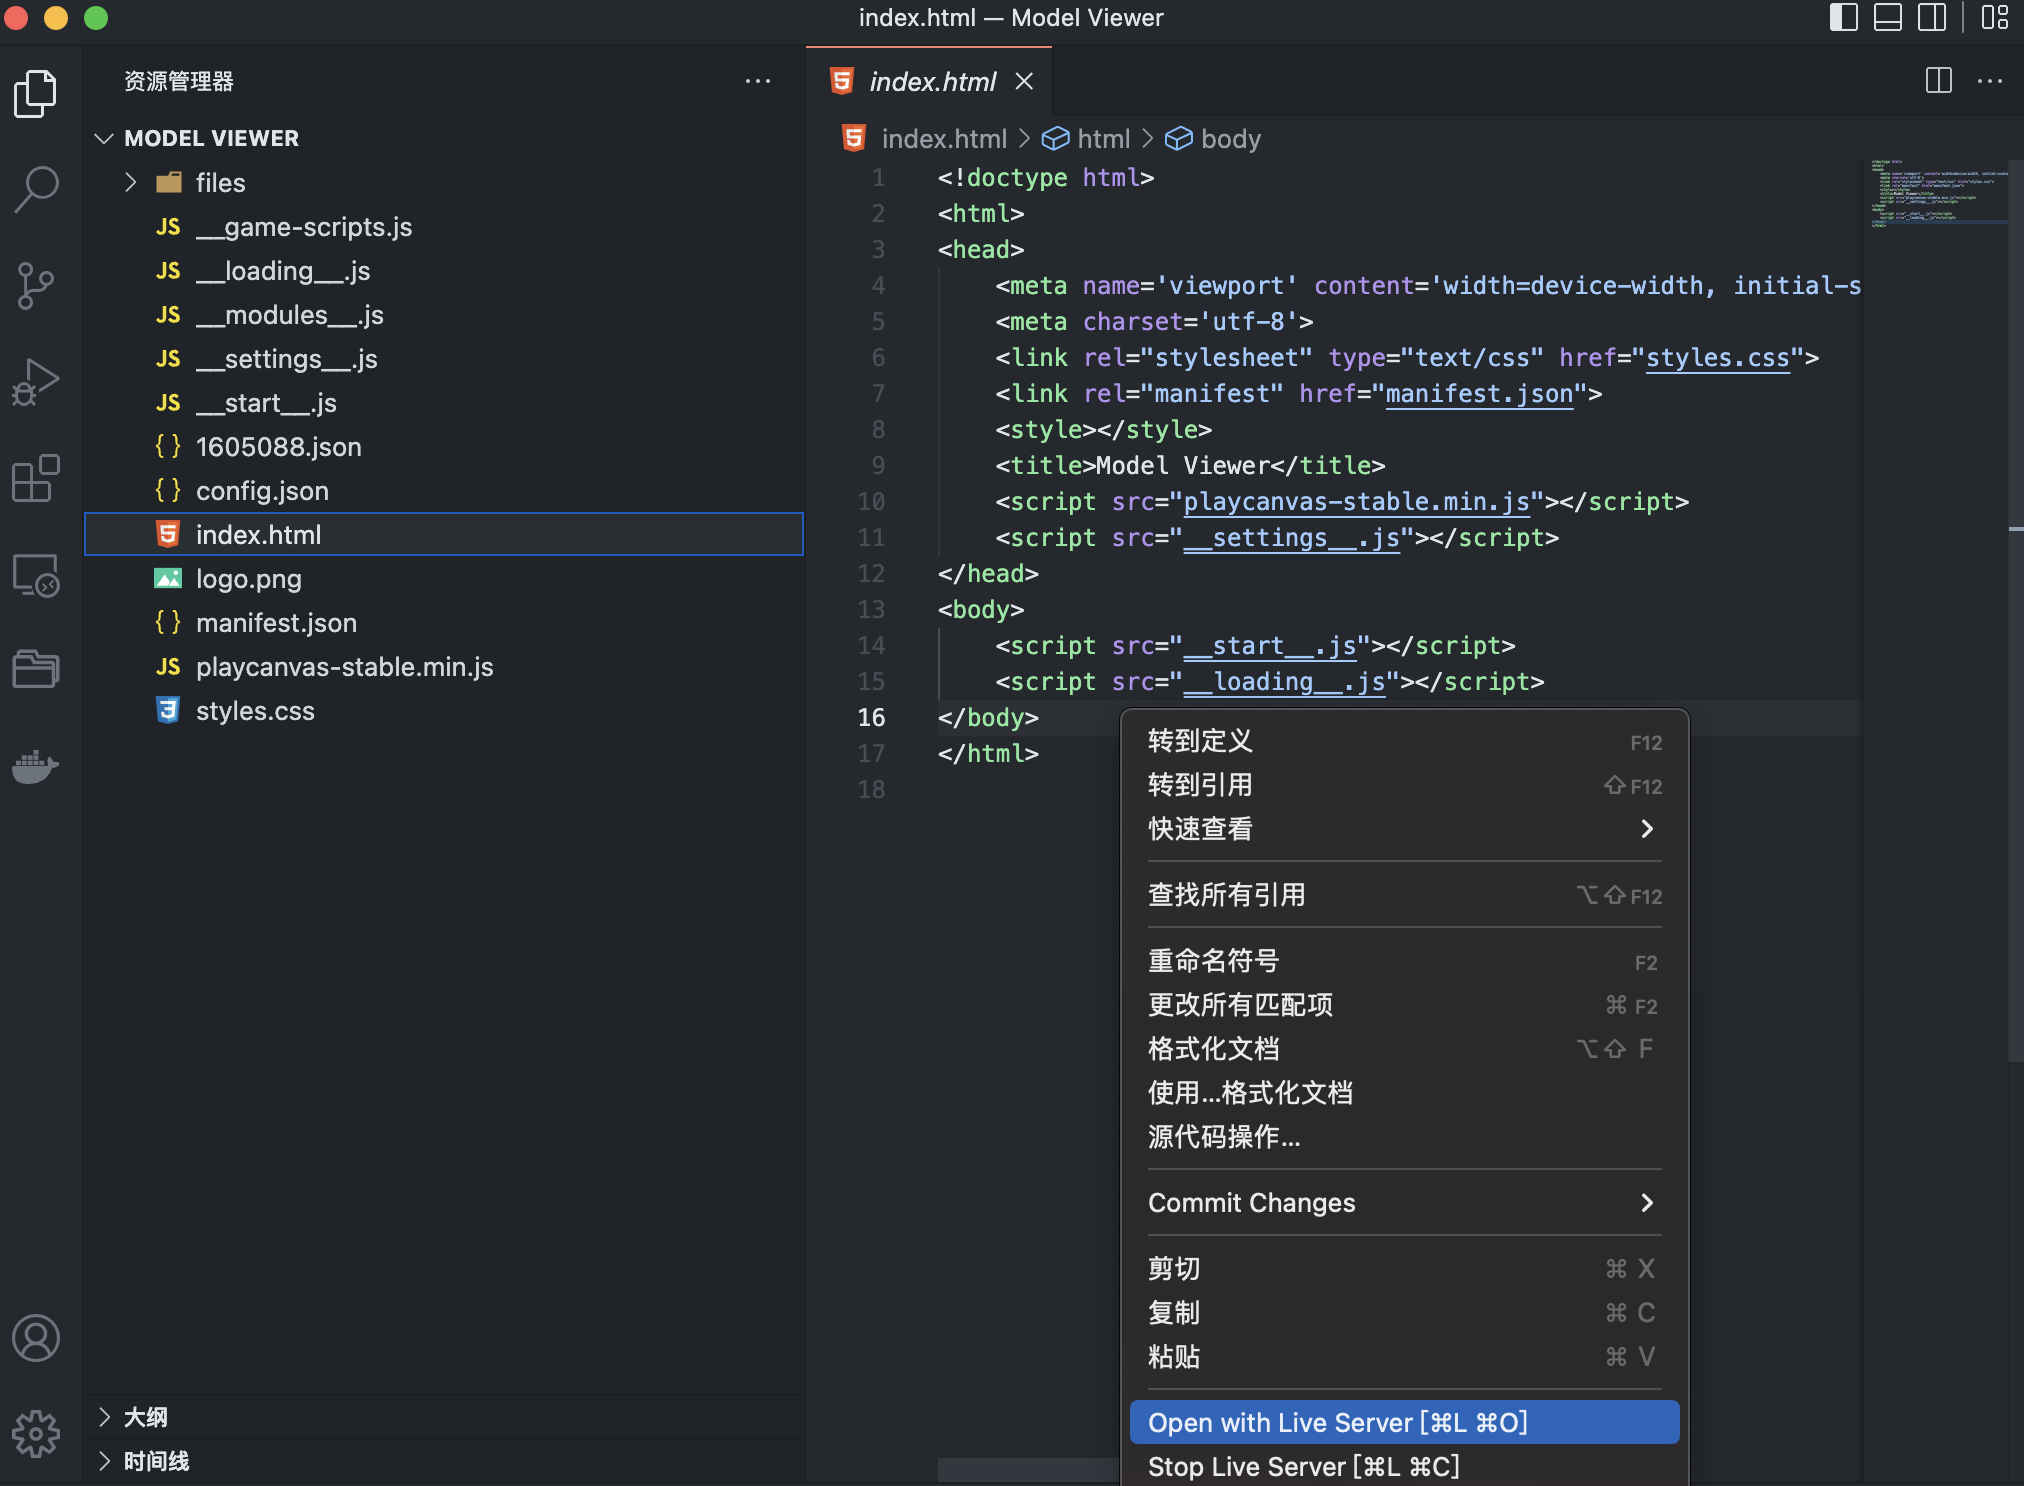 index.html — Model Viewer
资源管理器
MODEL VIEWER
files
JS __game-scripts.js
JS __loading__.js
JS __modules__.js
JS __settings__.js
JS __start__.js
{} 1605088.json
{} config.json
index.html
logo.png
{} manifest.json
JS playcanvas-stable.min.js
styles.css
大纲
时间线
index.html
index.html > html > body
1 <!doctype html>
2 <html>
3 <head>
4 <meta name='viewport' content='width=device-width, initial-s
5 <meta charset='utf-8'>
6 <link rel="stylesheet" type="text/css" href="styles.css">
7 <link rel="manifest" href="manifest.json">
8 <style></style>
9 <title>Model Viewer</title>
10 <script src="playcanvas-stable.min.js"></script>
11 <script src="__settings__.js"></script>
12 </head>
13 <body>
14 <script src="__start__.js"></script>
15 <script src="__loading__.js"></script>
16 </body>
17 </html>
18
转到定义 F12
转到引用 ⇧F12
快速查看
查找所有引用 ⌥⇧F12
重命名符号 F2
更改所有匹配项 ⌘F2
格式化文档 ⌥⇧F
使用...格式化文档
源代码操作...
Commit Changes
剪切 ⌘X
复制 ⌘C
粘贴 ⌘V
Open with Live Server [⌘L ⌘O]
Stop Live Server [⌘L ⌘C]